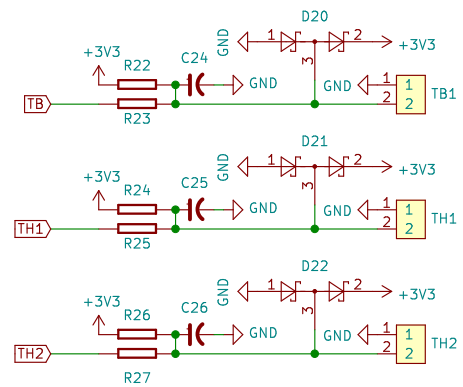 D20
C24
GND
1
2
+3V3
+3V3
R22
3
GND
GND
1
1
TB
2
2
TB1
R23
D21
C25
GND
1
2
+3V3
+3V3
R24
3
GND
GND
1
1
TH1
2
2
TH1
R25
D22
C26
GND
1
2
+3V3
+3V3
R26
3
GND
GND
1
1
TH2
2
2
TH2
R27